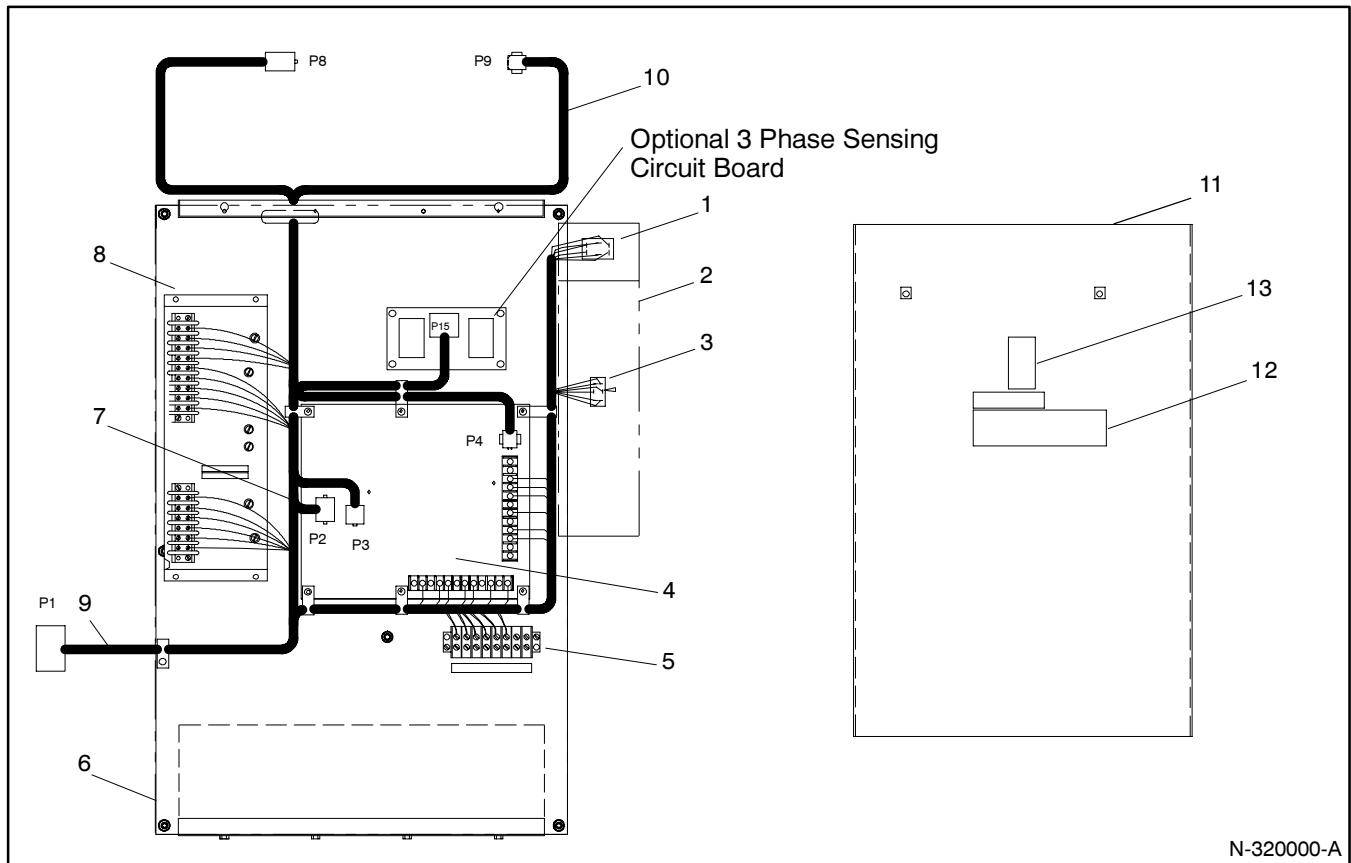 P8
P9
10
Optional 3 Phase Sensing
Circuit Board
1
11
8
2
13
P15
3
12
7
P4
P2
P3
4
P1
9
5
6
N-320000-A